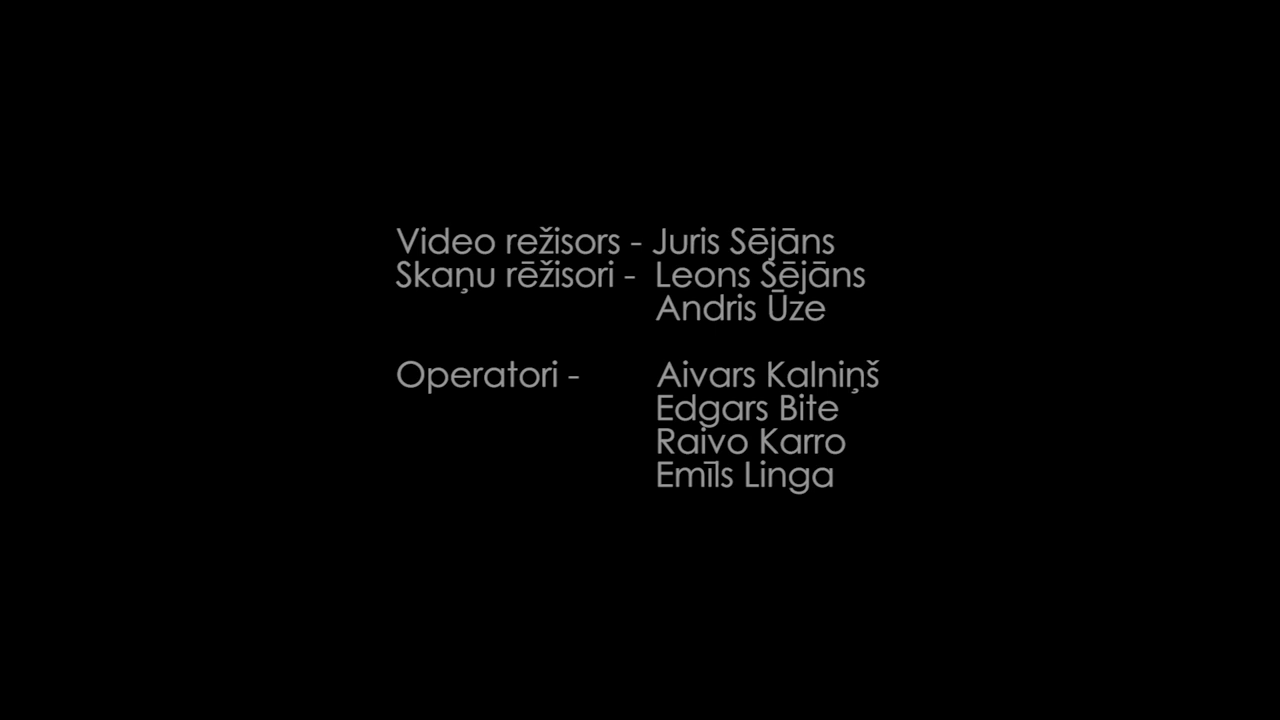 Video režisors - Juris Sējāns
Skaņu rēžisori - Leons Sējāns
Andris Ūze
Operatori - Aivars Kalniņš
Edgars Bite
Raivo Karro
Emīls Linga